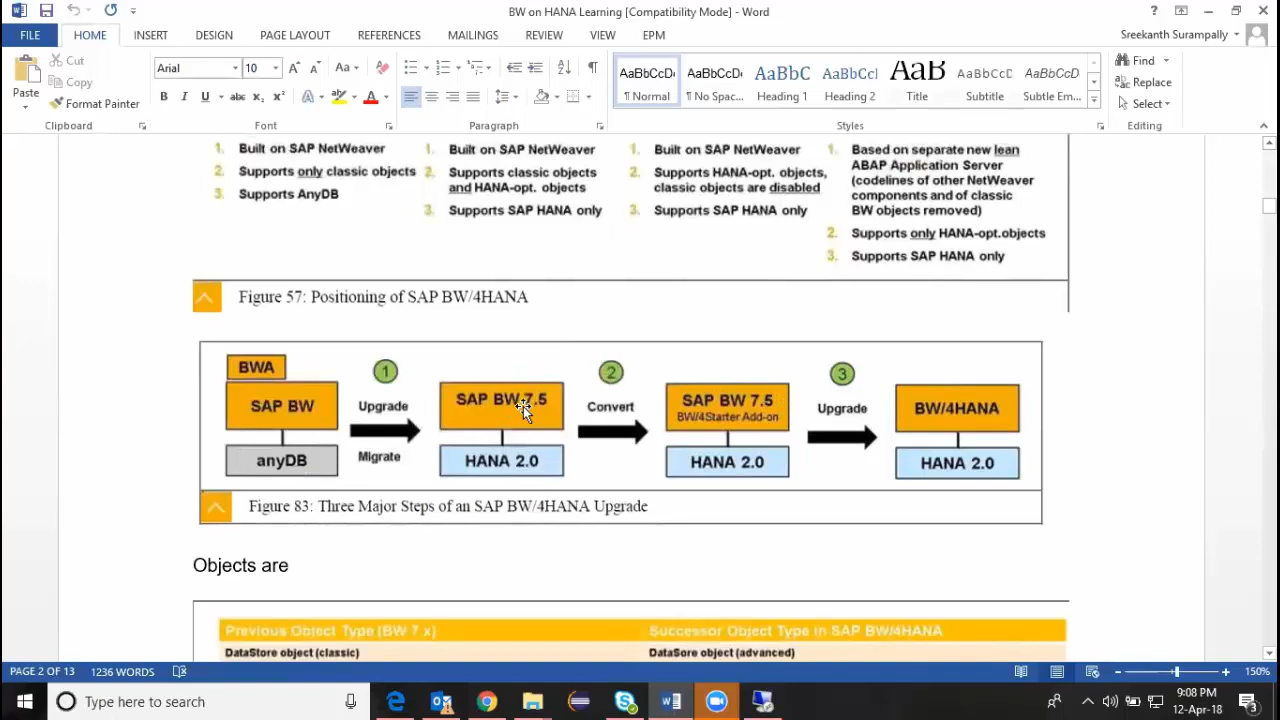 BW on HANA Learning [Compatibility Mode] - Word
FILE HOME INSERT DESIGN PAGE LAYOUT REFERENCES MAILINGS REVIEW VIEW EPM Sreekanth Surampally
Paste
Cut
Copy
Format Painter
Clipboard
Arial 10
Font
Paragraph
AaBbCcDc AaBbCcDc AaBbC AaBbCcI AaB AaBbCcD AaBbCcD
¶ Normal ¶ No Spac... Heading 1 Heading 2 Title Subtitle Subtle Em...
Styles
Find
Replace
Select
Editing
1. Built on SAP NetWeaver
2. Supports only classic objects
3. Supports AnyDB
1. Built on SAP NetWeaver
2. Supports classic objects
and HANA-opt. objects
3. Supports SAP HANA only
1. Built on SAP NetWeaver
2. Supports HANA-opt. objects,
classic objects are disabled
3. Supports SAP HANA only
1. Based on separate new lean
ABAP Application Server
(codelines of other NetWeaver
components and of classic
BW objects removed)
2. Supports only HANA-opt.objects
3. Supports SAP HANA only
Figure 57: Positioning of SAP BW/4HANA
BWA
SAP BW
anyDB
1
Upgrade
Migrate
SAP BW 7.5
HANA 2.0
2
Convert
SAP BW 7.5
BW/4Starter Add-on
HANA 2.0
3
Upgrade
BW/4HANA
HANA 2.0
Figure 83: Three Major Steps of an SAP BW/4HANA Upgrade
Objects are
Previous Object Type (BW 7 x) Successor Object Type in SAP BW/4HANA
DataStore object (classic) DataSore object (advanced)
PAGE 2 OF 13 1236 WORDS 150%
Type here to search
9:08 PM
12-Apr-18
3